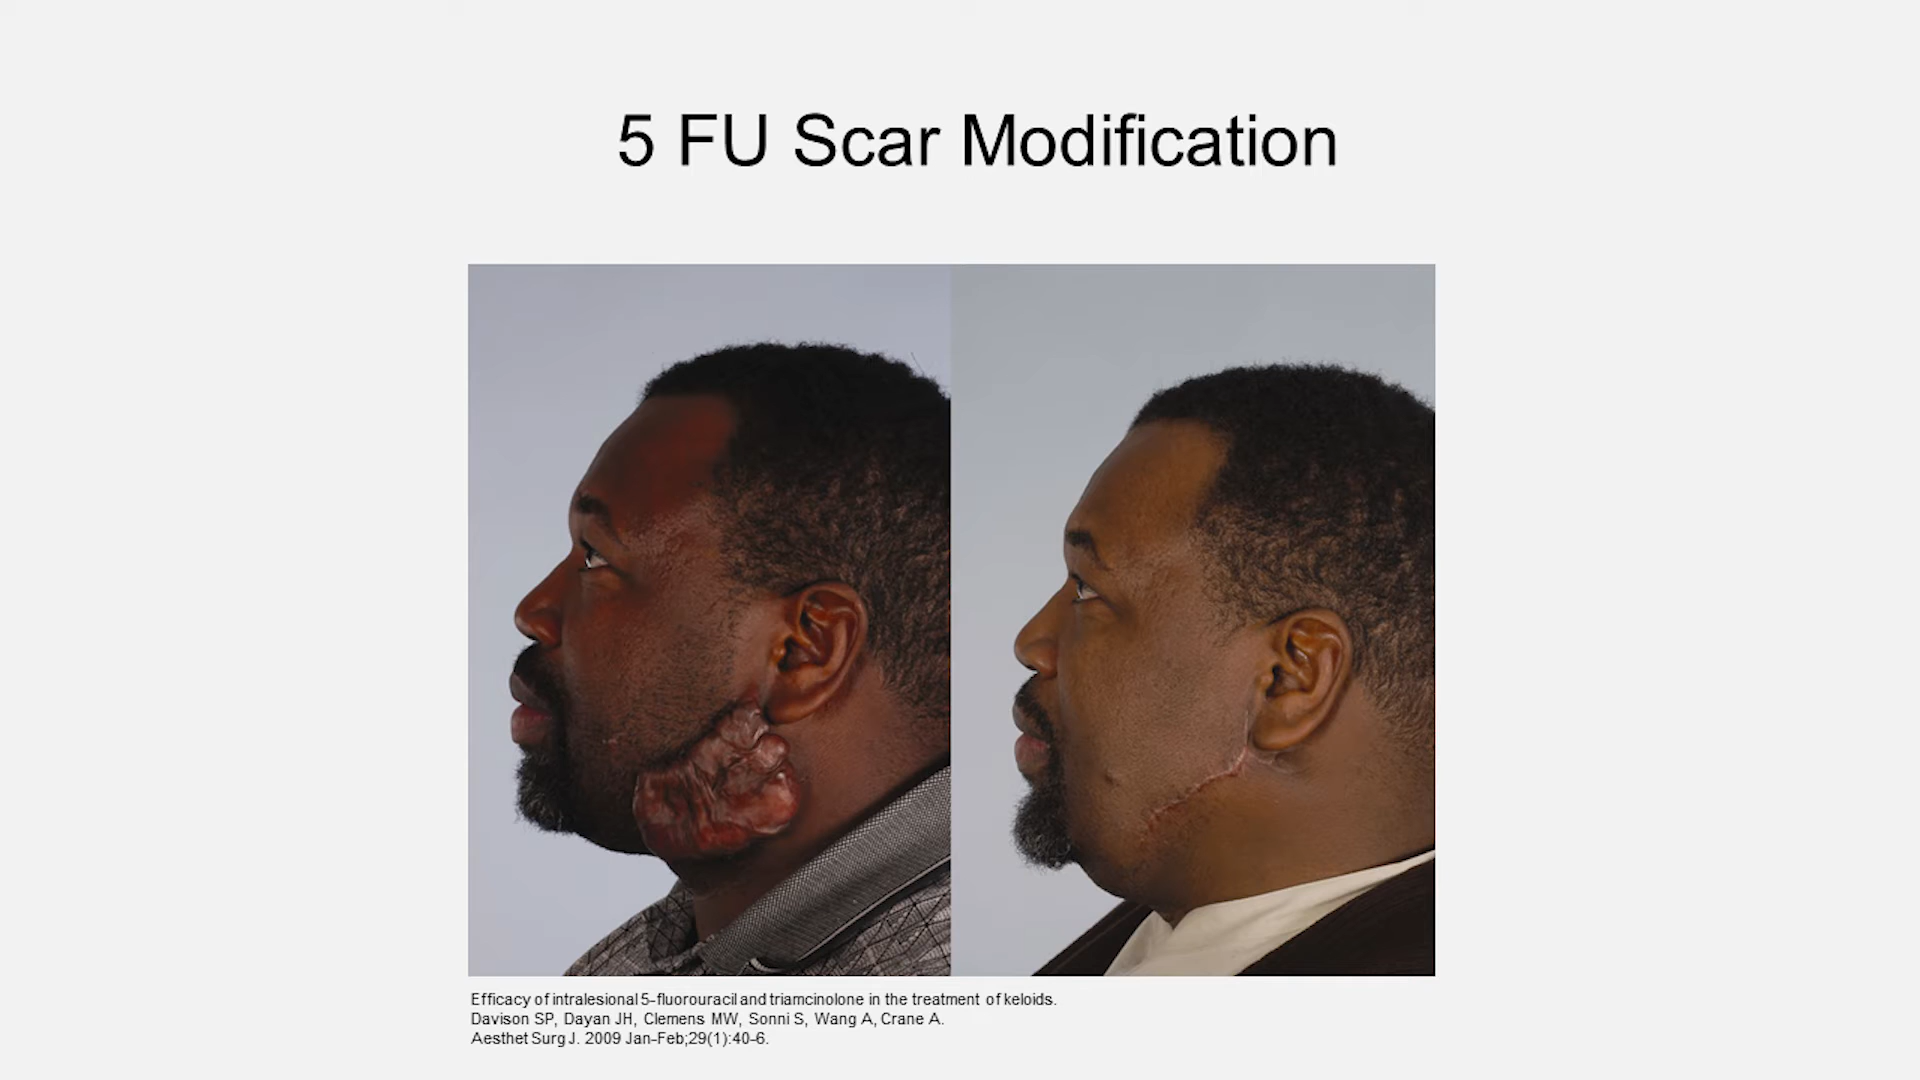 5 FU Scar Modification
Efficacy of intralesional 5-fluorouracil and triamcinolone in the treatment of keloids.
Davison SP, Dayan JH, Clemens MW, Sonni S, Wang A, Crane A.
Aesthet Surg J. 2009 Jan-Feb;29(1):40-6.